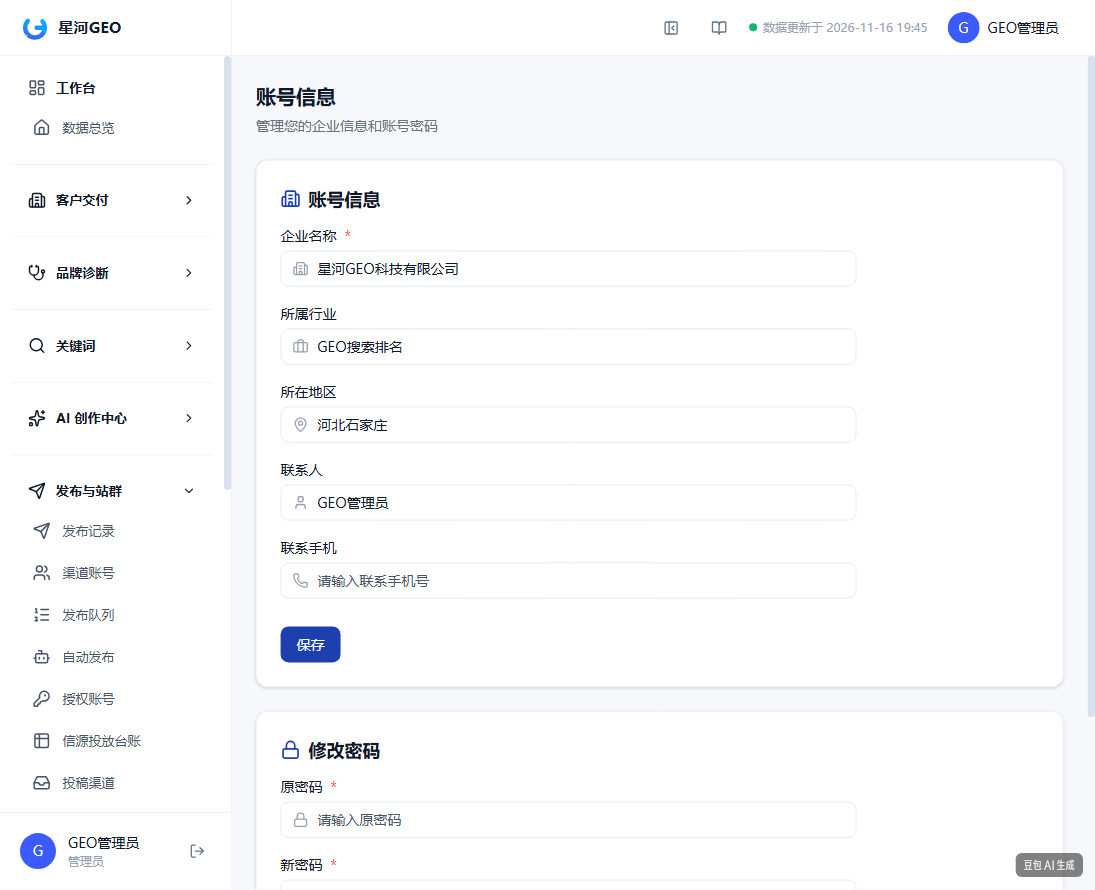 星河GEO
数据更新于 2026-11-16 19:45
G
GEO管理员
工作台
数据总览
客户交付
品牌诊断
关键词
AI 创作中心
发布与站群
发布记录
渠道账号
发布队列
自动发布
授权账号
信源投放台账
投稿渠道
G
GEO管理员
管理员
账号信息
管理您的企业信息和账号密码
账号信息
企业名称 *
星河GEO科技有限公司
所属行业
GEO搜索排名
所在地区
河北石家庄
联系人
GEO管理员
联系手机
请输入联系手机号
保存
修改密码
原密码 *
请输入原密码
新密码 *
豆包 AI 生成